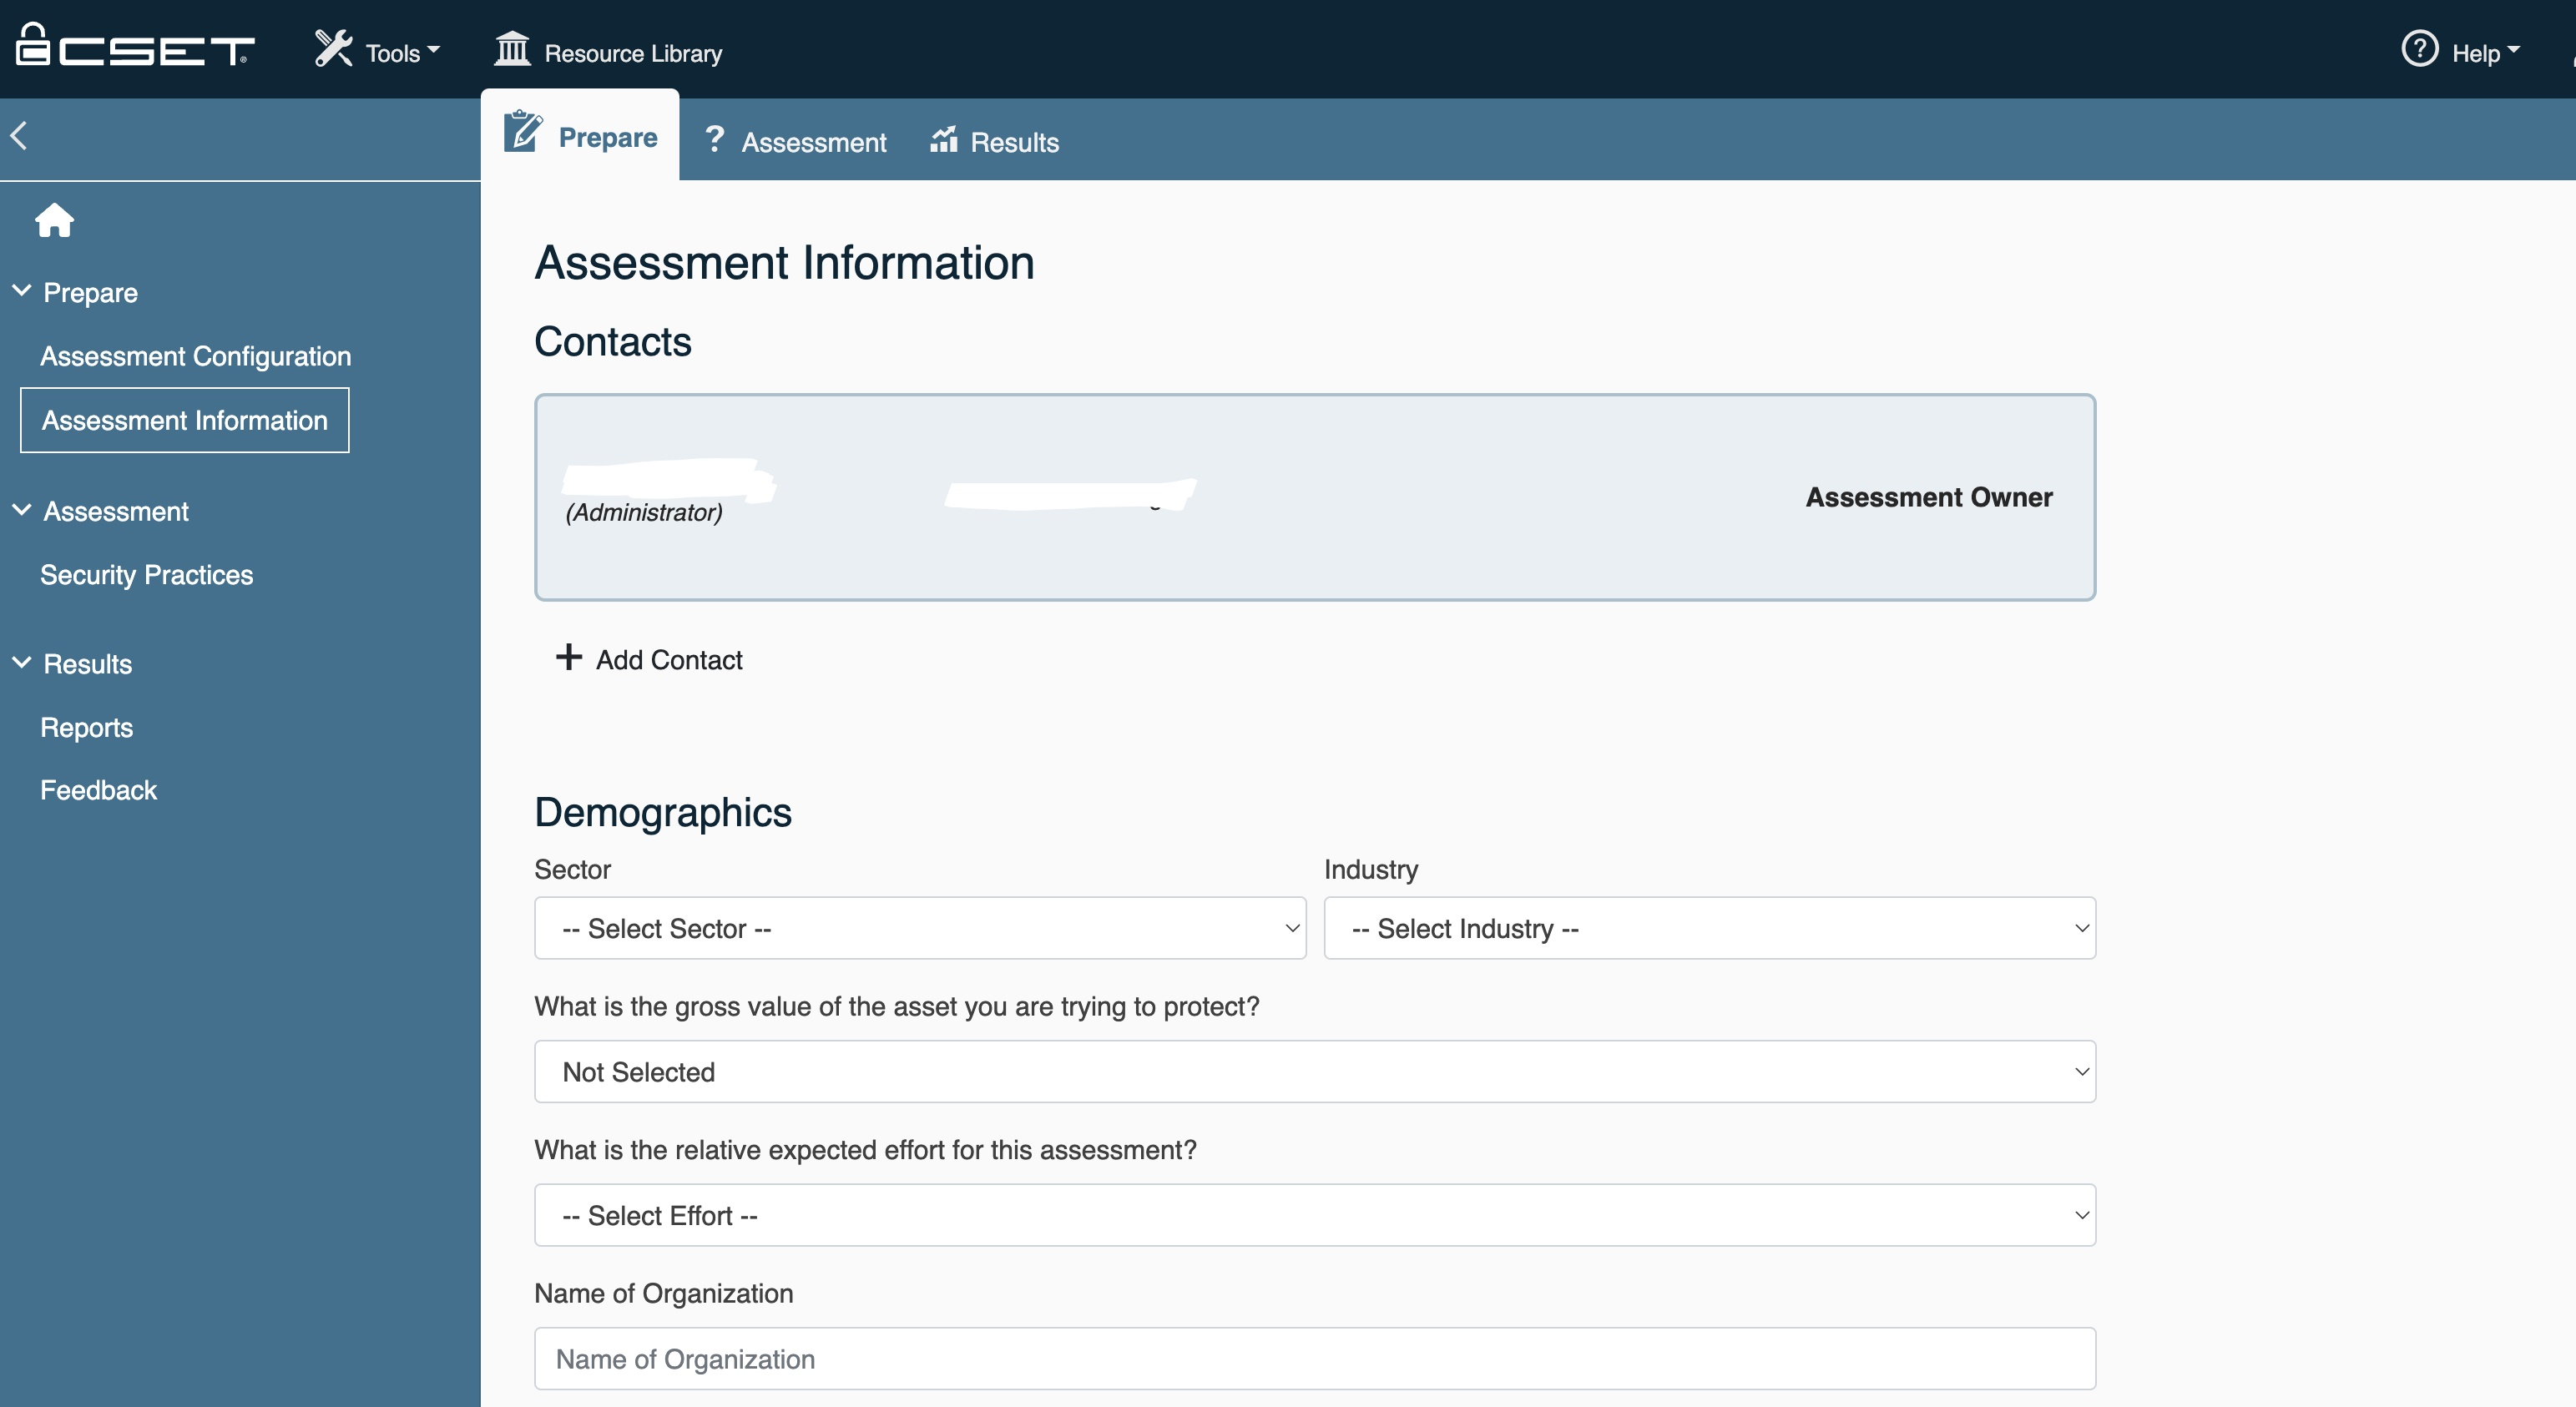 CSET
Tools
Resource Library
Help
Prepare
Assessment
Results
Prepare
Assessment Configuration
Assessment Information
Assessment
Security Practices
Results
Reports
Feedback
Assessment Information
Contacts
(Administrator)
Assessment Owner
+ Add Contact
Demographics
Sector
Industry
-- Select Sector --
-- Select Industry --
What is the gross value of the asset you are trying to protect?
Not Selected
What is the relative expected effort for this assessment?
-- Select Effort --
Name of Organization
Name of Organization